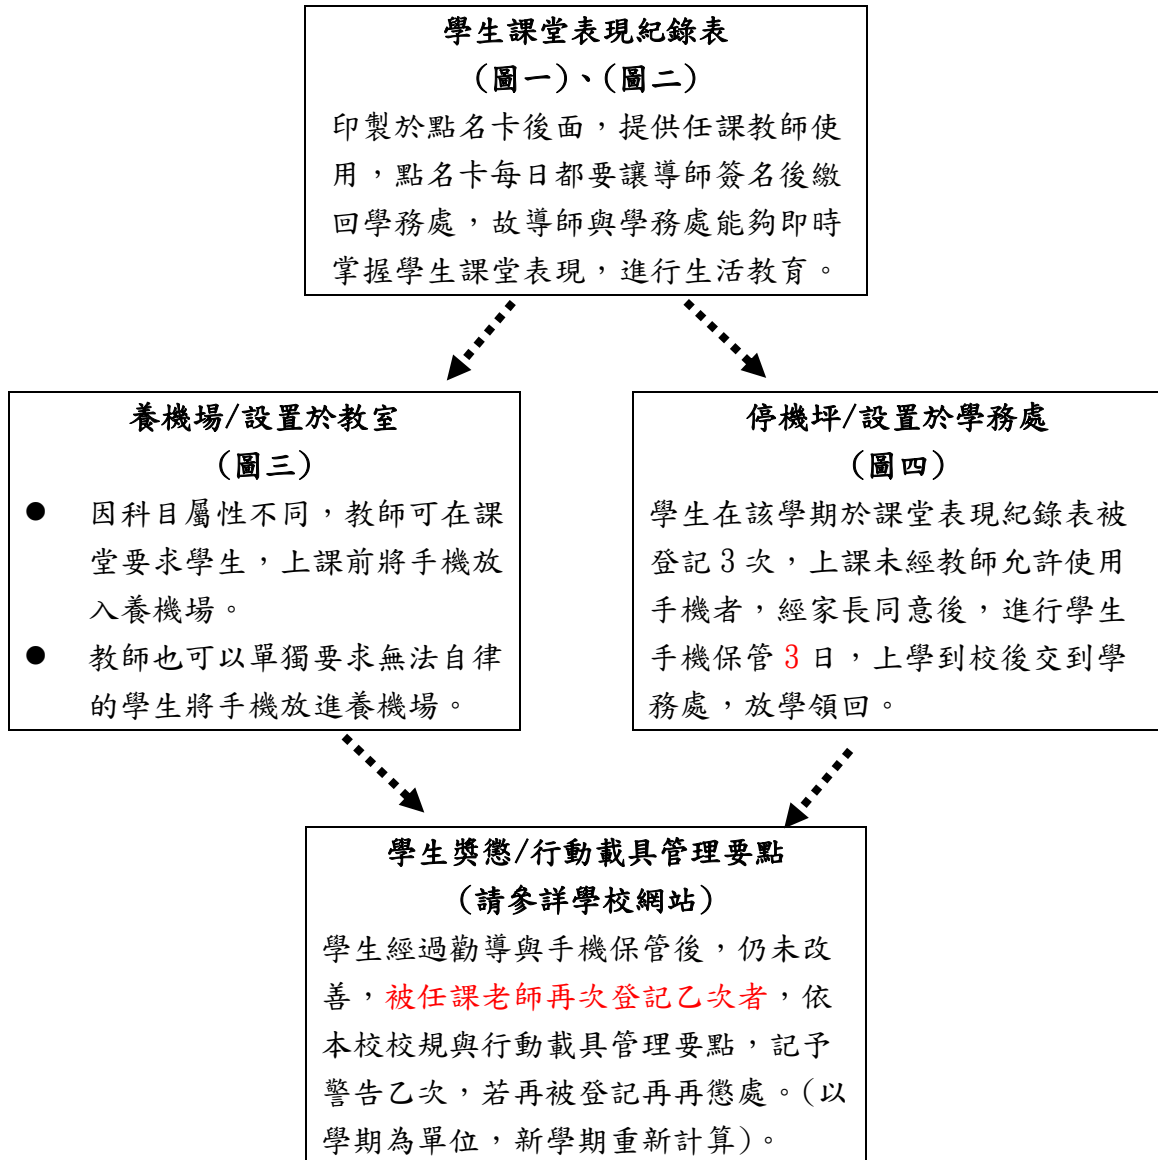 學生課堂表現紀錄表
(圖一)、(圖二)
印製於點名卡後面，提供任課教師使
用，點名卡每日都要讓導師簽名後繳
回學務處，故導師與學務處能夠即時
掌握學生課堂表現，進行生活教育。
養機場/設置於教室
(圖三)
● 因科目屬性不同，教師可在課
堂要求學生，上課前將手機放
入養機場。
● 教師也可以單獨要求無法自律
的學生將手機放進養機場。
停機坪/設置於學務處
(圖四)
學生在該學期於課堂表現紀錄表被
登記 3 次，上課未經教師允許使用
手機者，經家長同意後，進行學生
手機保管 3 日，上學到校後交到學
務處，放學領回。
學生獎懲/行動載具管理要點
(請參詳學校網站)
學生經過勸導與手機保管後，仍未改
善，被任課老師再次登記乙次者，依
本校校規與行動載具管理要點，記予
警告乙次，若再被登記再再懲處。(以
學期為單位，新學期重新計算)。